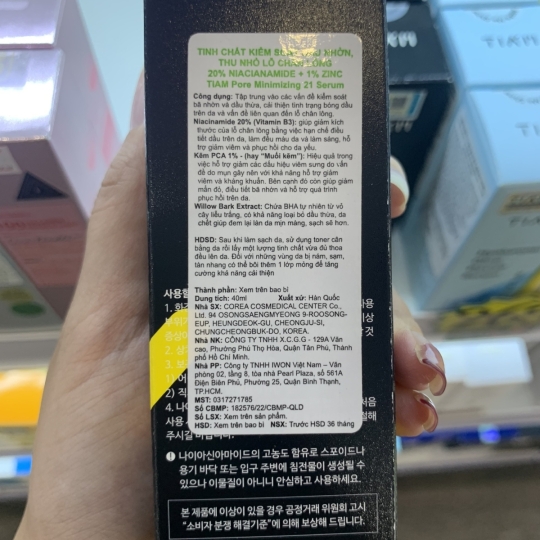 TIAM
TINH CHẤT KIỀM SOÁT BÃ NHỜN,
THU NHỎ LỖ CHÂN LÔNG
20% NIACIANAMIDE + 1% ZINC
TIAM Pore Minimizing 21 Serum
Công dụng: Tập trung vào các vấn đề kiểm soát
bã nhờn và dầu thừa, cải thiện tình trạng bóng dầu
trên da và vấn đề liên quan đến lỗ chân lông.
Niacinamide 20% (Vitamin B3): giúp giảm kích
thước của lỗ chân lông bằng việc hạn chế điều
tiết dầu trên da, làm đều màu da và làm sáng, hỗ
trợ giảm viêm và phục hồi cho da yếu.
Kẽm PCA 1% - (hay "Muối kẽm"): Hiệu quả trong
việc hỗ trợ giảm các dấu hiệu viêm sưng do vấn
đề do mụn gây nên với khả năng hỗ trợ giảm
viêm và kháng khuẩn. Bên cạnh đó còn giúp giảm
mẩn đỏ, điều tiết bã nhờn và hỗ trợ quá trình
phục hồi trên da.
Willow Bark Extract: Chứa BHA tự nhiên từ vỏ
cây liễu trắng, có khả năng loại bỏ dầu thừa, da
chết giúp đem lại làn da mịn màng, sạch sẽ hơn.
HDSD: Sau khi làm sạch da, sử dụng toner cân
bằng da rồi lấy một lượng tinh chất vừa đủ thoa
đều lên da. Đối với những vùng da bị nám, sạm,
tàn nhang có thể bôi thêm 1 lớp mỏng để tăng
cường khả năng cải thiện
Thành phần: Xem trên bao bì
Dung tích: 40ml Xuất xứ: Hàn Quốc
Nhà SX: COREA COSMEDICAL CENTER Co.,
Ltd. 94 OSONGSAENGMYEONG 9-ROOSONG-
EUP, HEUNGDEOK-GU, CHEONGJU-SI,
CHUNGCHEONGBUK-DO, KOREA.
Nhà NK: CÔNG TY TNHH X.C.G.G - 129A Vân
cao, Phường Phú Thọ Hòa, Quận Tân Phú, Thành
phố Hồ Chí Minh.
Nhà PP: Công ty TNHH IWON Việt Nam – Văn
phòng 02, tầng 8, tòa nhà Pearl Plaza, số 561A
Điện Biên Phủ, Phường 25, Quận Bình Thạnh,
TP.HCM.
MST: 0317271785
Số CBMP: 182576/22/CBMP-QLD
Số LSX: Xem trên sản phẩm.
HSD: Xem trên bao bì NSX: Trước HSD 36 tháng
사용할
주시길 바랍니다.
나이아신아마이드의 고농도 함유로 스포이드나
용기 바닥 또는 입구 주변에 침전물이 생성될 수
있으나 이물질이 아니니 안심하고 사용하세요.
본 제품에 이상이 있을 경우 공정거래 위원회 고시
"소비자 분쟁 해결기준"에 의해 보상해 드립니다.